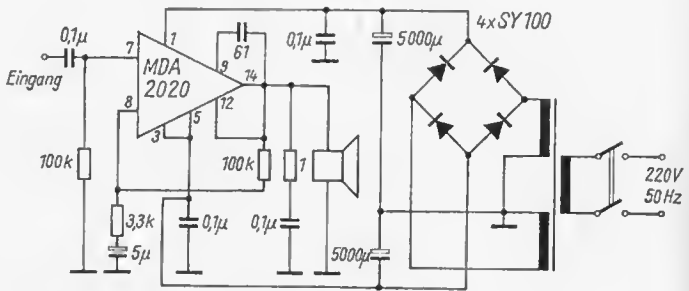 4xSY100
0,1µ
7
1
61
9
0,1µ
5000µ
Eingang
MDA
2020
14
8
12
3
5
100k
100k
1
220V
50Hz
3,3k
5µ
0,1µ
0,1µ
5000µ